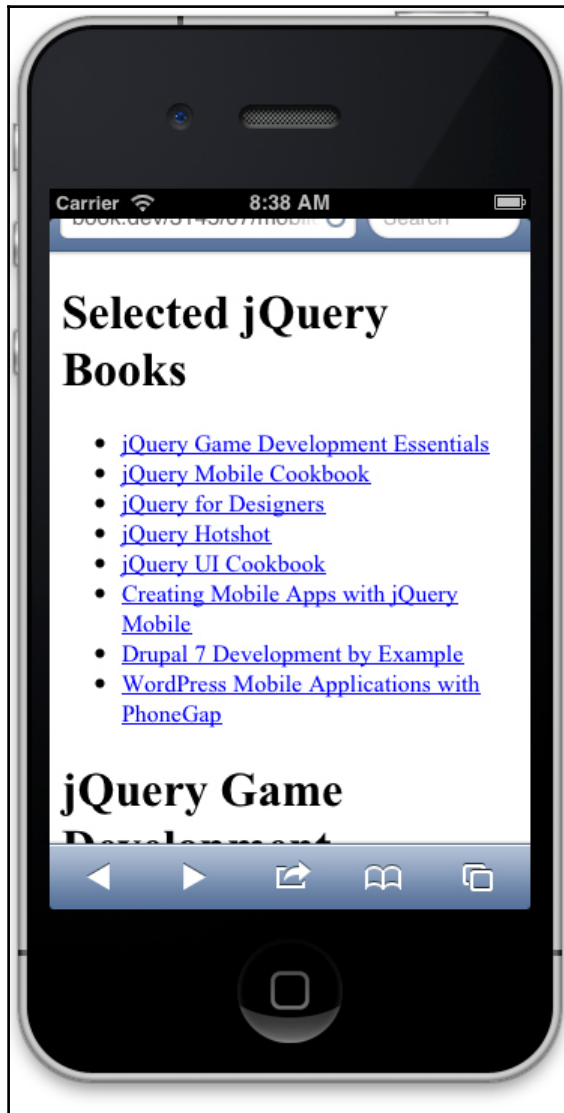 Carrier 8:38 AM
Search
Selected jQuery
Books
jQuery Game Development Essentials
jQuery Mobile Cookbook
jQuery for Designers
jQuery Hotshot
jQuery UI Cookbook
Creating Mobile Apps with jQuery
Mobile
Drupal 7 Development by Example
WordPress Mobile Applications with
PhoneGap
jQuery Game
Development